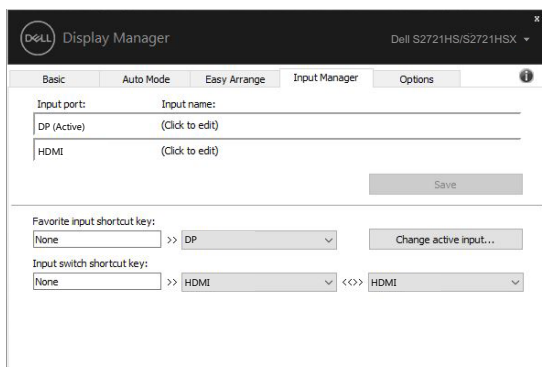 x
DELL Display Manager Dell S2721HS/S2721HSX
Basic Auto Mode Easy Arrange Input Manager Options i
Input port: Input name:
DP (Active) (Click to edit)
HDMI (Click to edit)
Save
Favorite input shortcut key:
None >> DP Change active input...
Input switch shortcut key:
None >> HDMI <<>> HDMI